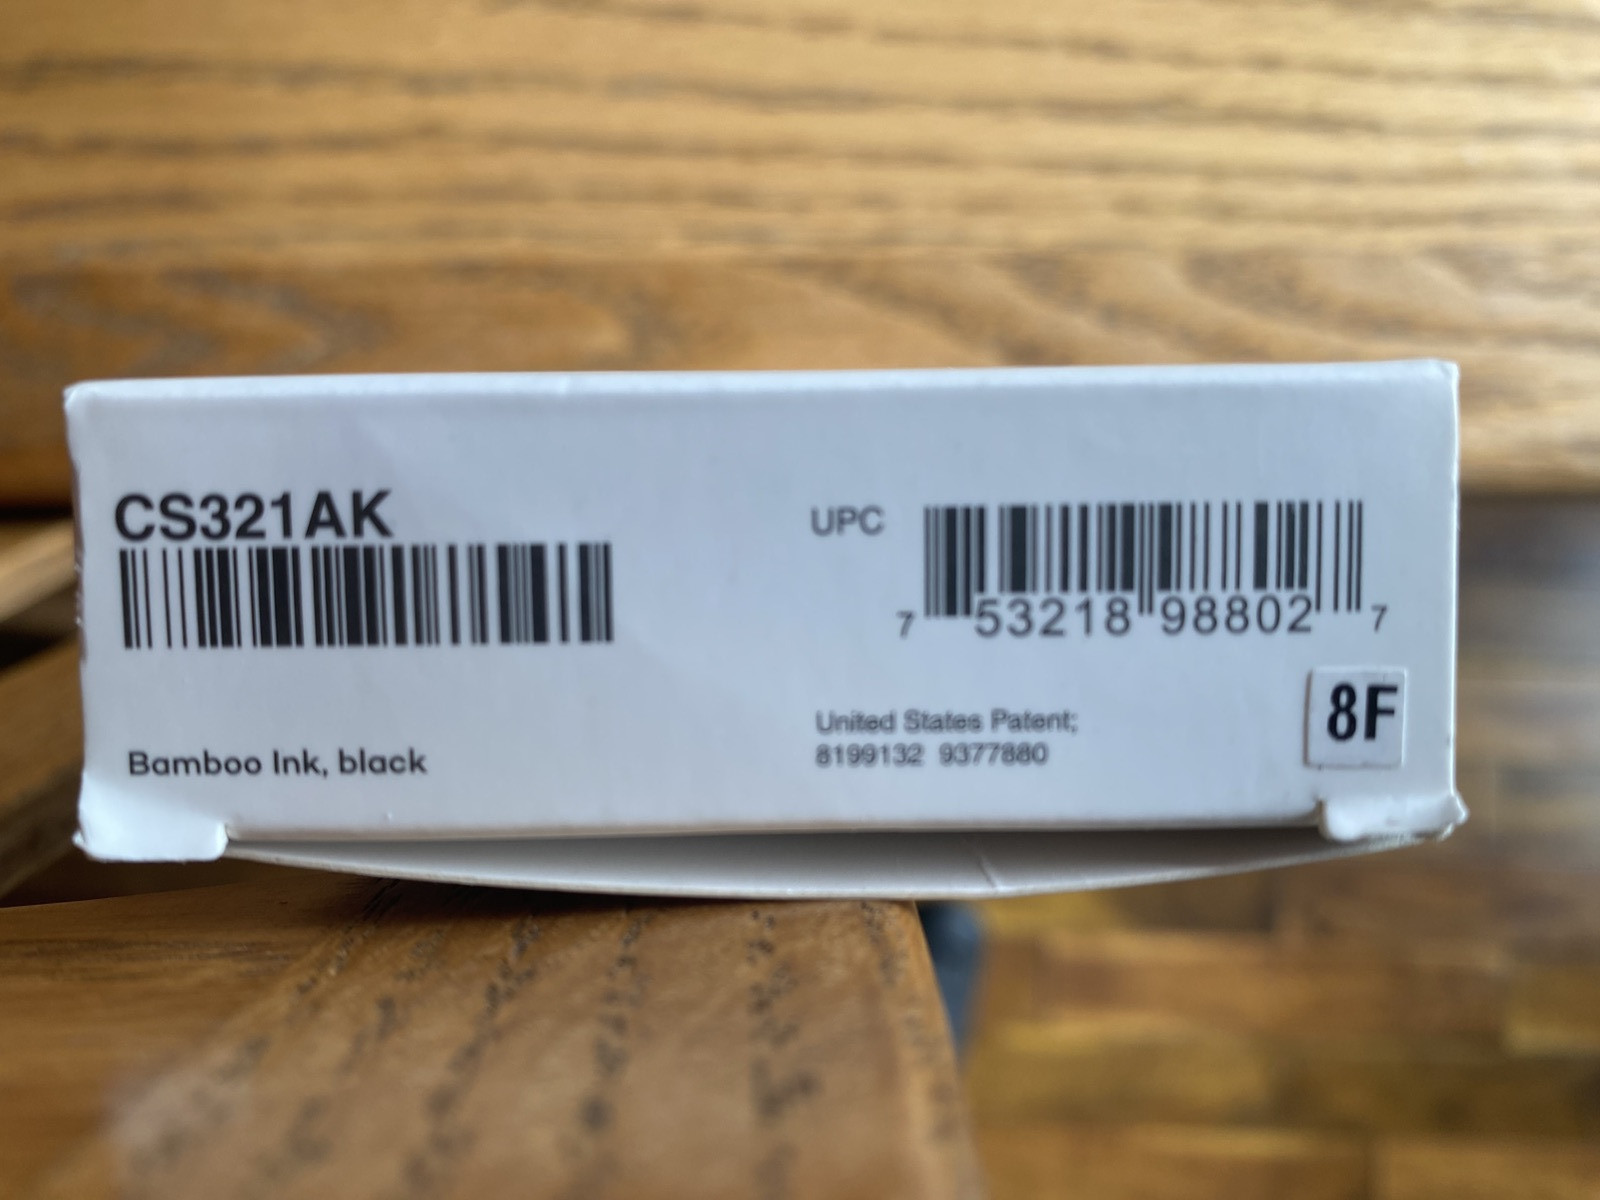 CS321AK
UPC
7 53218 98802 7
Bamboo Ink, black
United States Patent;
8199132 9377880
8F